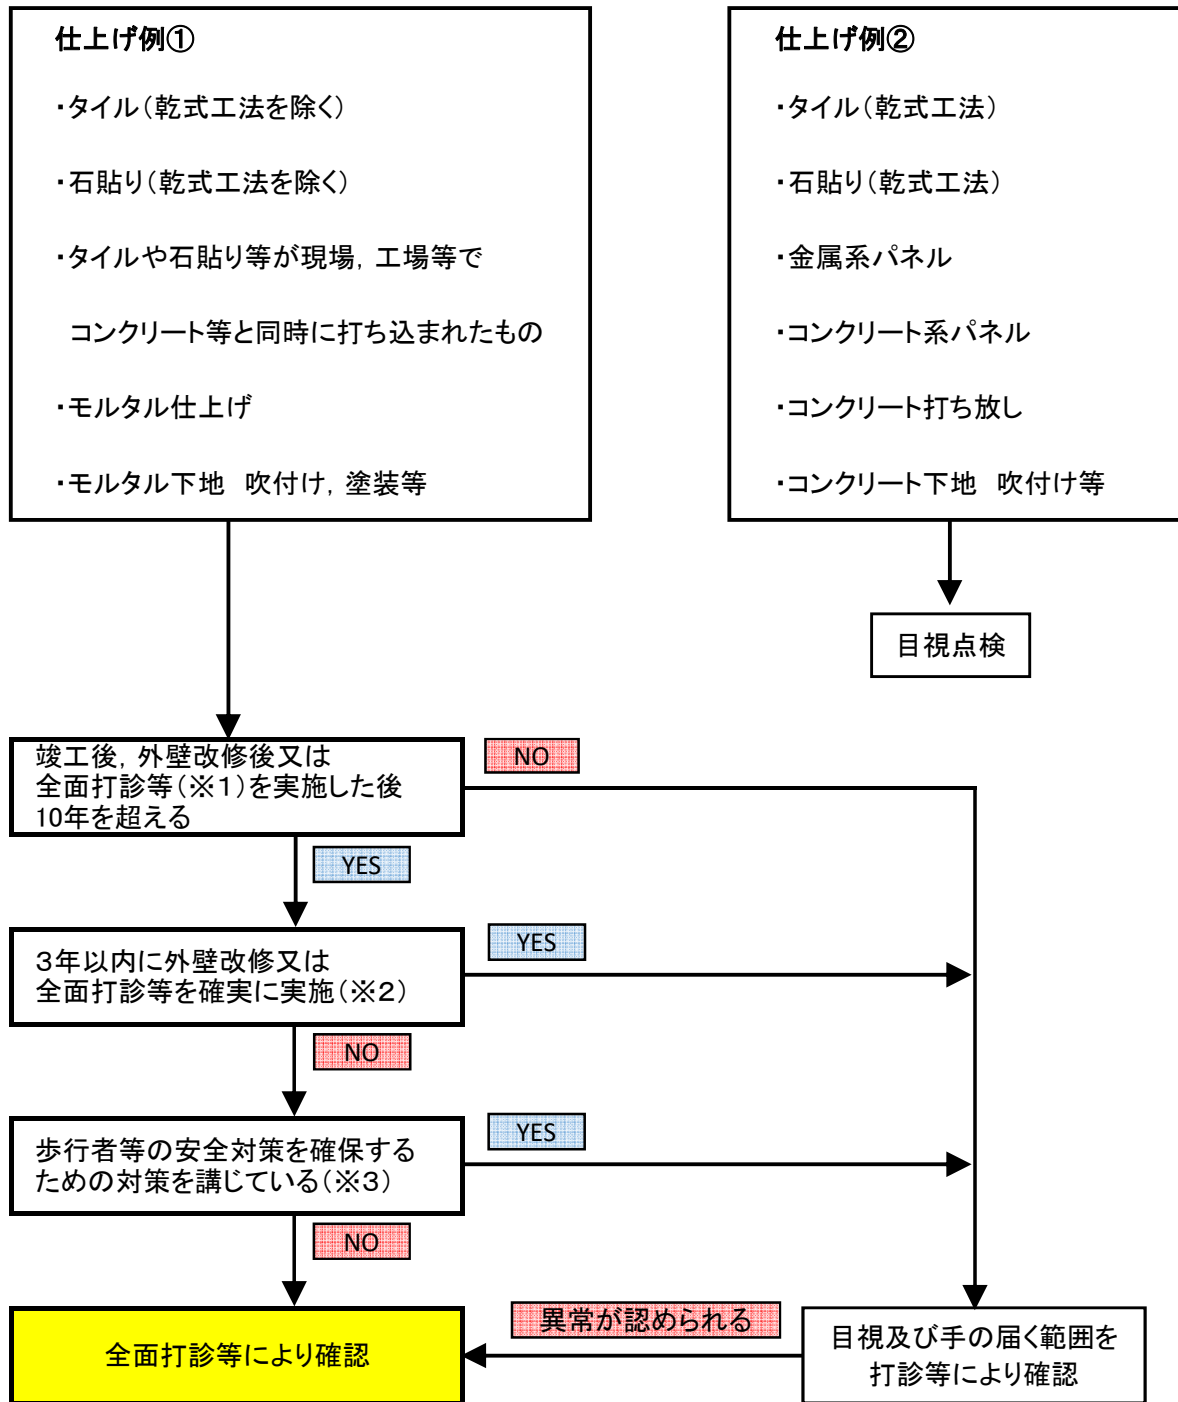 仕上げ例①
・タイル（乾式工法を除く）
・石貼り（乾式工法を除く）
・タイルや石貼り等が現場，工場等で
コンクリート等と同時に打ち込まれたもの
・モルタル仕上げ
・モルタル下地　吹付け，塗装等
仕上げ例②
・タイル（乾式工法）
・石貼り（乾式工法）
・金属系パネル
・コンクリート系パネル
・コンクリート打ち放し
・コンクリート下地　吹付け等
目視点検
竣工後，外壁改修後又は
全面打診等（※１）を実施した後
10年を超える
NO
YES
３年以内に外壁改修又は
全面打診等を確実に実施（※２）
YES
NO
歩行者等の安全対策を確保する
ための対策を講じている（※３）
YES
NO
全面打診等により確認
異常が認められる
目視及び手の届く範囲を
打診等により確認